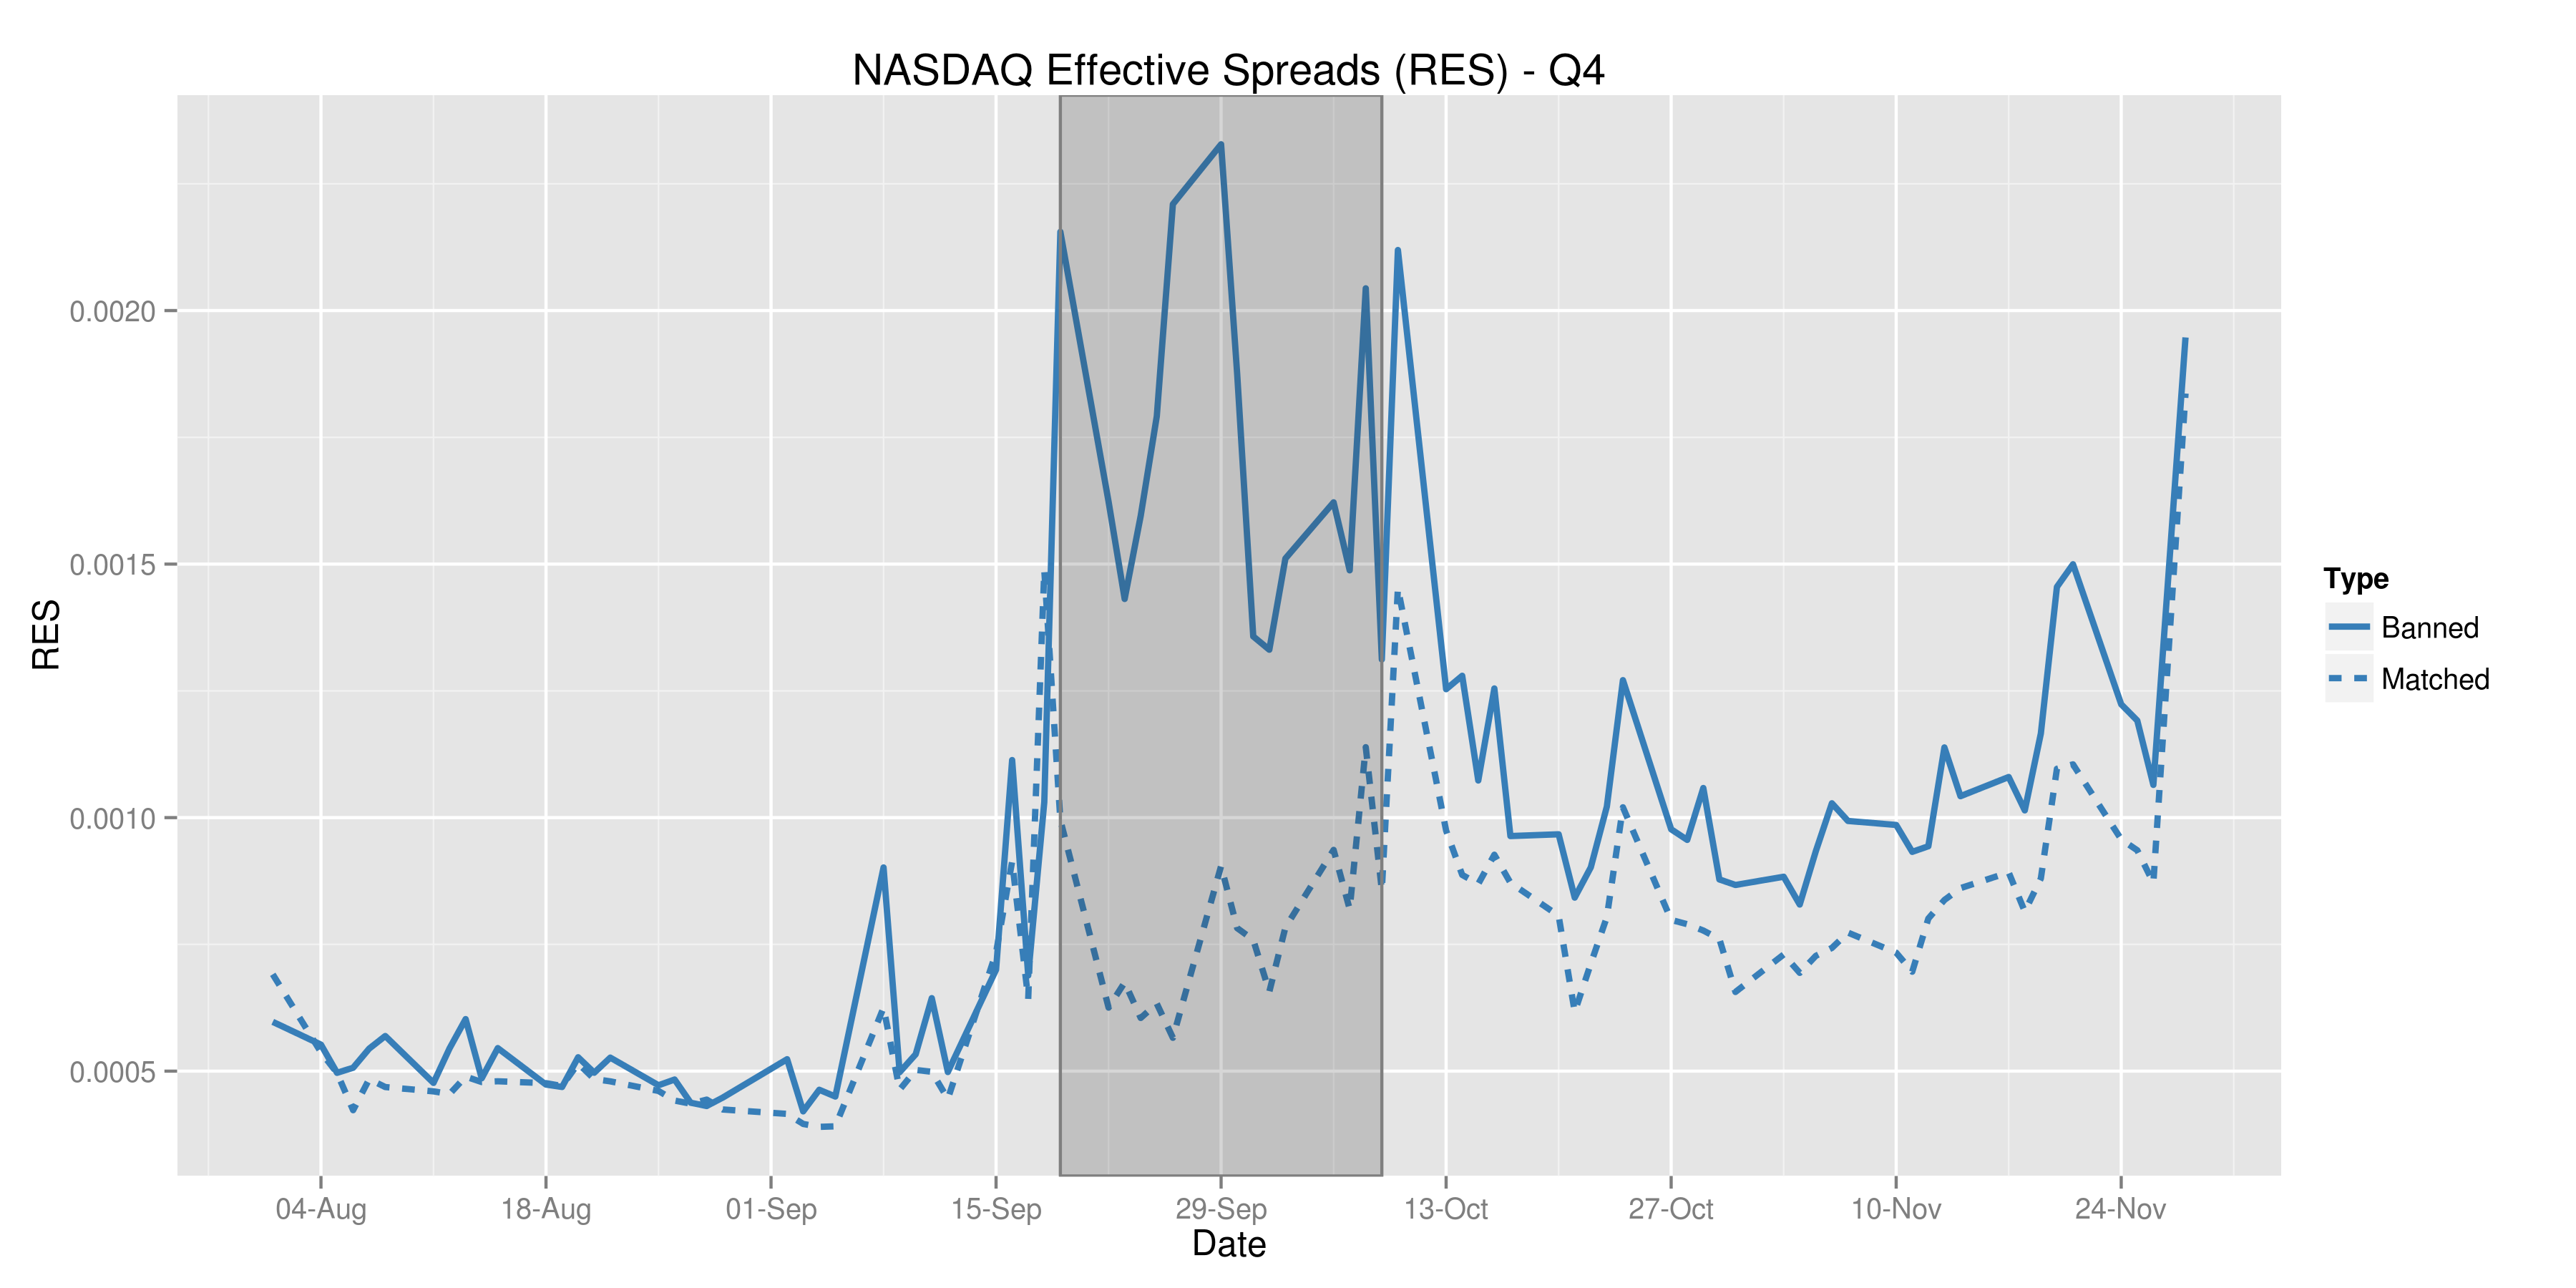 NASDAQ Effective Spreads (RES) - Q4
RES
0.0020
0.0015
0.0010
0.0005
04-Aug 18-Aug 01-Sep 15-Sep 29-Sep 13-Oct 27-Oct 10-Nov 24-Nov
Date
Type
Banned
Matched